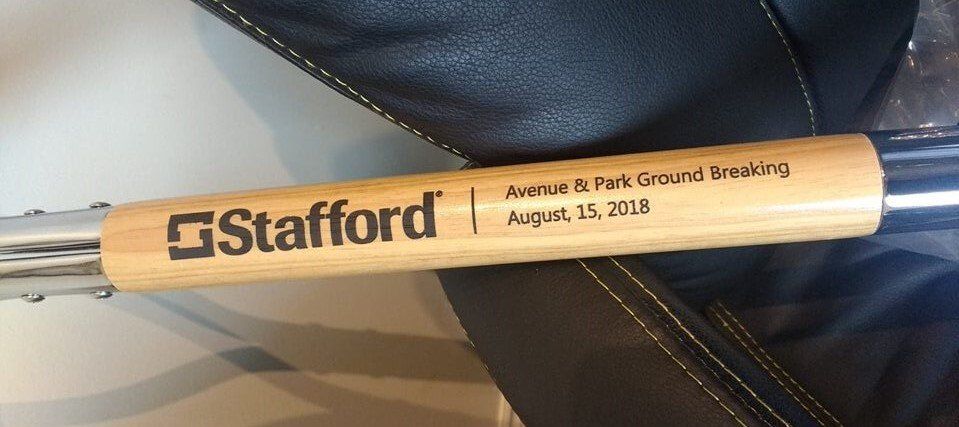 Stafford®
Avenue & Park Ground Breaking
August, 15, 2018